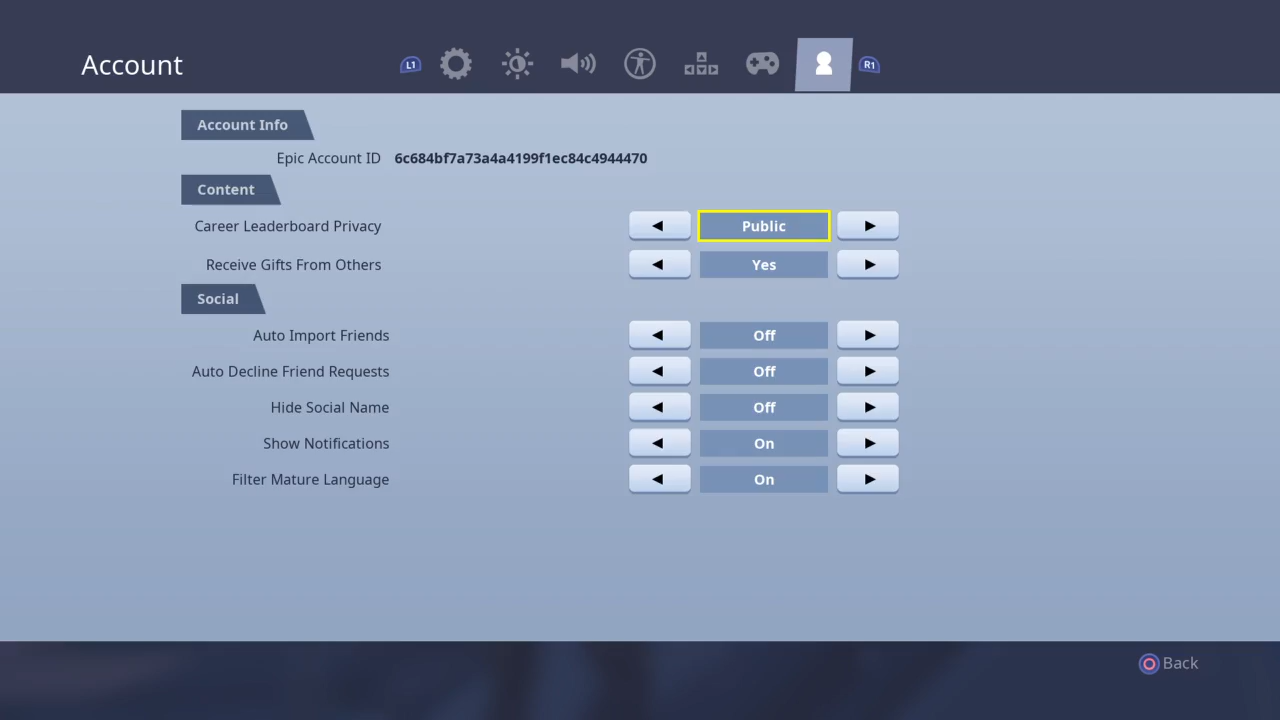 Account
L1
R1
Account Info
Epic Account ID 6c684bf7a73a4a4199f1ec84c4944470
Content
Career Leaderboard Privacy Public
Receive Gifts From Others Yes
Social
Auto Import Friends Off
Auto Decline Friend Requests Off
Hide Social Name Off
Show Notifications On
Filter Mature Language On
Back